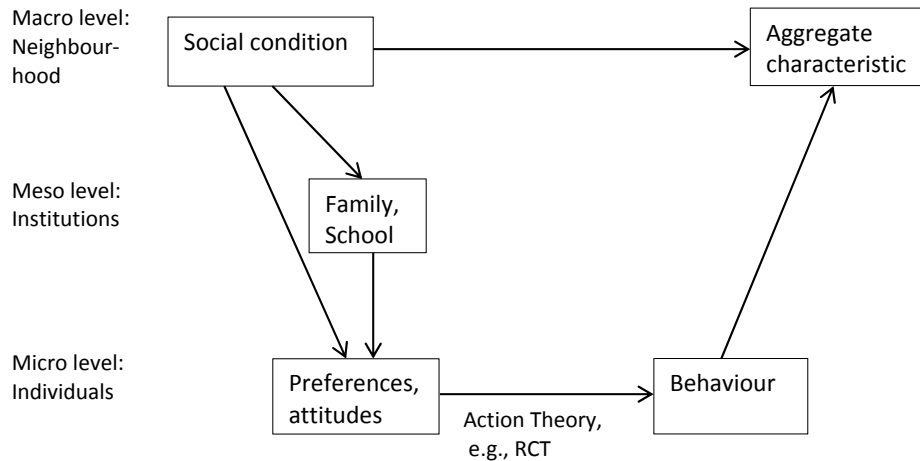 Macro level:
Neighbour-
hood
Social condition
Aggregate
characteristic
Meso level:
Institutions
Family,
School
Micro level:
Individuals
Preferences,
attitudes
Action Theory,
e.g., RCT
Behaviour